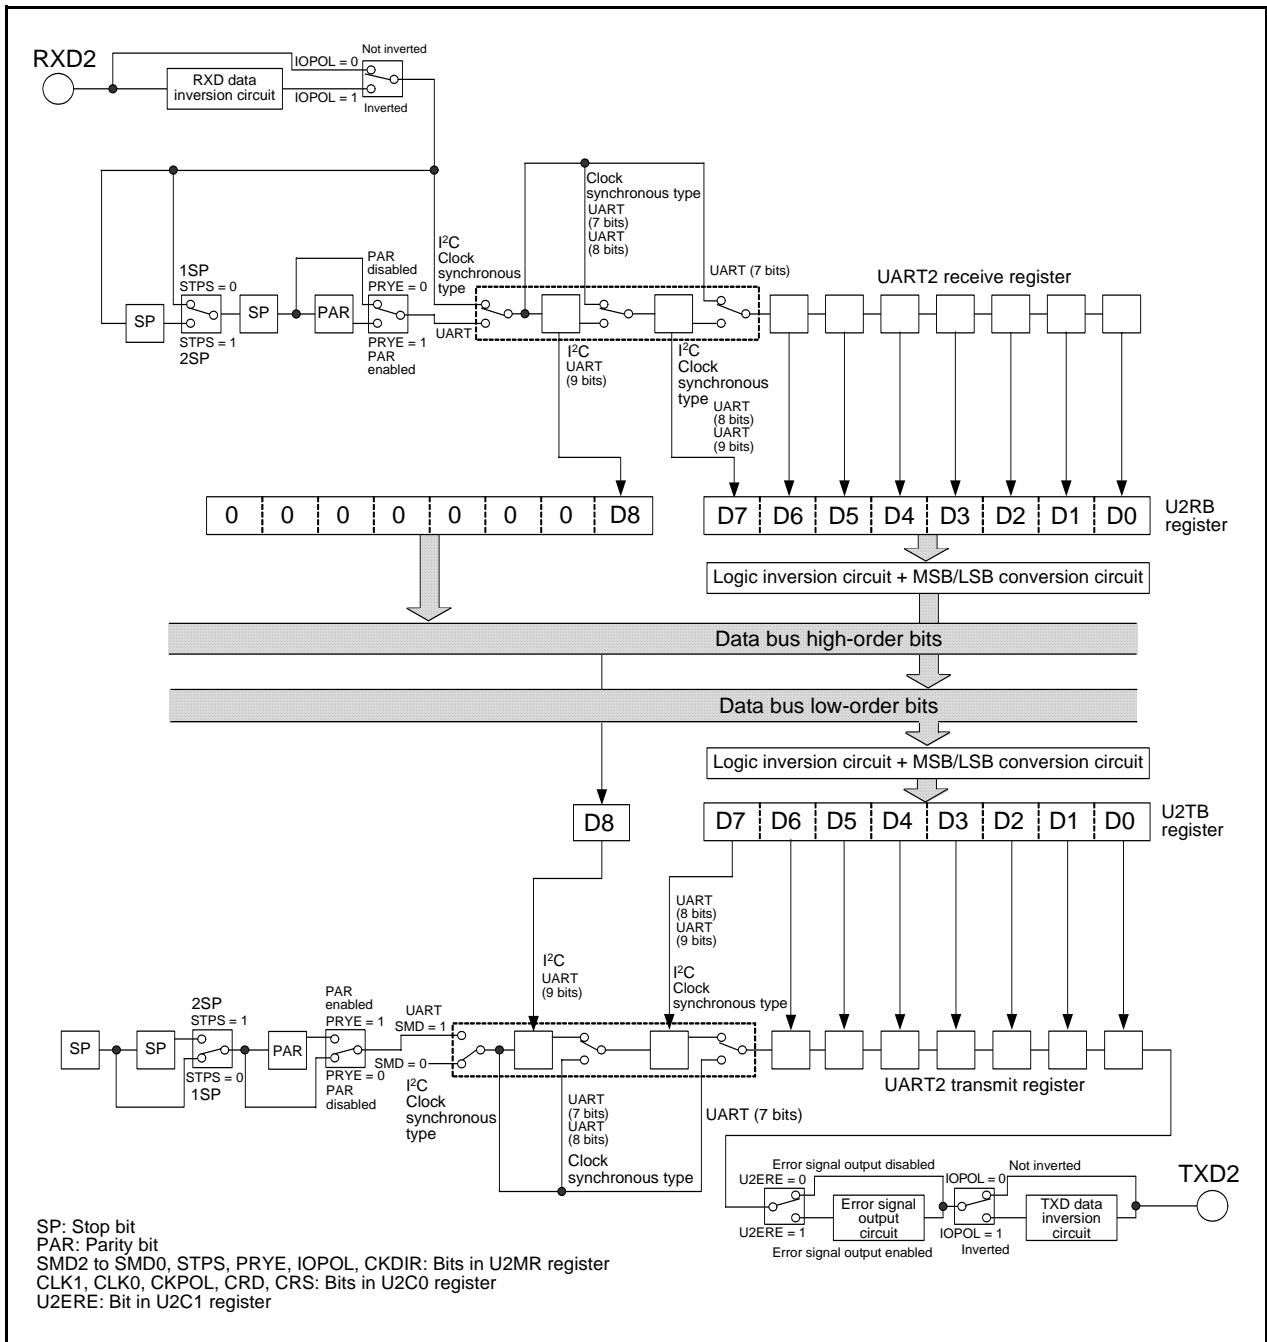 Not inverted
RXD2
IOPOL = 0
RXD data
inversion circuit
IOPOL = 1
Inverted
Clock
synchronous type
UART
(7 bits)
UART
(8 bits)
I²C
Clock
synchronous
type
PAR
disabled
PRYE = 0
1SP
STPS = 0
UART (7 bits)
UART2 receive register
SP
SP
PAR
UART
STPS = 1
2SP
PRYE = 1
PAR
enabled
I²C
UART
(9 bits)
I²C
Clock
synchronous
type
UART
(8 bits)
UART
(9 bits)
0 0 0 0 0 0 0 D8
D7 D6 D5 D4 D3 D2 D1 D0
U2RB
register
Logic inversion circuit + MSB/LSB conversion circuit
Data bus high-order bits
Data bus low-order bits
Logic inversion circuit + MSB/LSB conversion circuit
D8
D7 D6 D5 D4 D3 D2 D1 D0
U2TB
register
UART
(8 bits)
UART
(9 bits)
I²C
UART
(9 bits)
I²C
Clock
synchronous type
2SP
STPS = 1
PAR
enabled
PRYE = 1
UART
SMD = 1
SP
SP
PAR
SMD = 0
STPS = 0
1SP
PRYE = 0
PAR
disabled
I²C
Clock
synchronous
type
UART
(7 bits)
UART
(8 bits)
Clock
synchronous type
UART (7 bits)
UART2 transmit register
Error signal output disabled
U2ERE = 0
Not inverted
IOPOL = 0
TXD2
Error signal
output
circuit
TXD data
inversion
circuit
U2ERE = 1
Error signal output enabled
IOPOL = 1
Inverted
SP: Stop bit
PAR: Parity bit
SMD2 to SMD0, STPS, PRYE, IOPOL, CKDIR: Bits in U2MR register
CLK1, CLK0, CKPOL, CRD, CRS: Bits in U2C0 register
U2ERE: Bit in U2C1 register